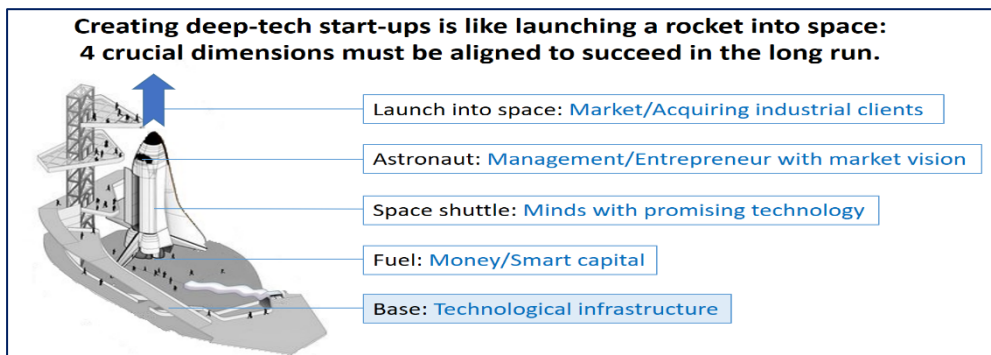 Creating deep-tech start-ups is like launching a rocket into space:
4 crucial dimensions must be aligned to succeed in the long run.
Launch into space: Market/Acquiring industrial clients
Astronaut: Management/Entrepreneur with market vision
Space shuttle: Minds with promising technology
Fuel: Money/Smart capital
Base: Technological infrastructure